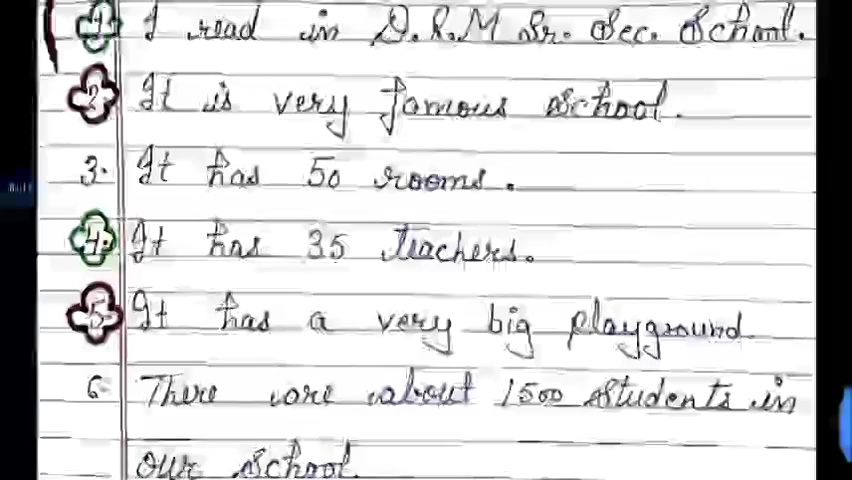 1. I read in D.R.M Sr. Sec. School.
2. It is very famous school.
3. It has 50 rooms.
4. It has 35 teachers.
5. It has a very big playground
6. There are about 1500 students in
our school.